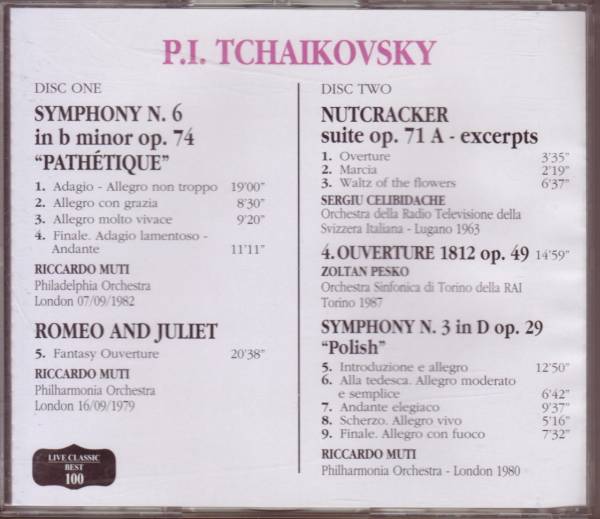 P.I. TCHAIKOVSKY
DISC ONE
SYMPHONY N. 6
in b minor op. 74
"PATHÉTIQUE"
1. Adagio - Allegro non troppo 19'00"
2. Allegro con grazia 8'30"
3. Allegro molto vivace 9'20"
4. Finale. Adagio lamentoso -
Andante 11'11"
RICCARDO MUTI
Philadelphia Orchestra
London 07/09/1982
ROMEO AND JULIET
5. Fantasy Ouverture 20'38"
RICCARDO MUTI
Philharmonia Orchestra
London 16/09/1979
LIVE CLASSIC
BEST
100
DISC TWO
NUTCRACKER
suite op. 71 A - excerpts
1. Overture 3'35"
2. Marcia 2'19"
3. Waltz of the flowers 6'37"
SERGIU CELIBIDACHE
Orchestra della Radio Televisione della
Svizzera Italiana - Lugano 1963
4. OUVERTURE 1812 op. 49 14'59"
ZOLTAN PESKO
Orchestra Sinfonica di Torino della RAI
Torino 1987
SYMPHONY N. 3 in D op. 29
"Polish"
5. Introduzione e allegro 12'50"
6. Alla tedesca. Allegro moderato
e semplice 6'42"
7. Andante elegiaco 9'37"
8. Scherzo. Allegro vivo 5'16"
9. Finale. Allegro con fuoco 7'32"
RICCARDO MUTI
Philharmonia Orchestra - London 1980